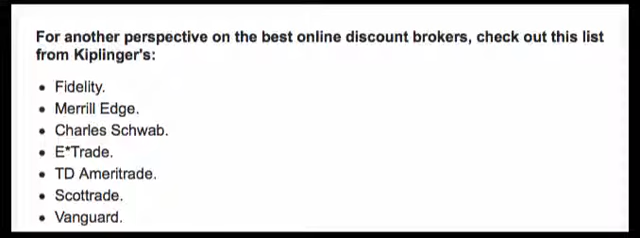 For another perspective on the best online discount brokers, check out this list
from Kiplinger's:
• Fidelity.
• Merrill Edge.
• Charles Schwab.
• E*Trade.
• TD Ameritrade.
• Scottrade.
• Vanguard.